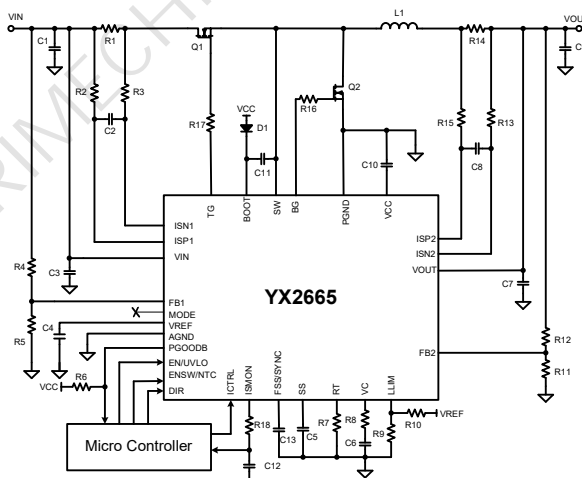 VIN
VOU
L1
C1
R1
Q1
R14
C
R2
R3
Q2
VCC
R16
C2
R17
D1
R15
R13
C11
C10
C8
TG
BOOT
SW
BG
PGND
VCC
ISN1
ISP1
VIN
ISP2
ISN2
VOUT
R4
C3
C7
YX2665
FB1
MODE
VREF
AGND
PGOODB
EN/UVLO
ENSW/NTC
DIR
R5
C4
R12
FB2
R11
R6
VCC
ICTRL
ISMON
FSS/SYNC
SS
RT
VC
LLIM
R10
VREF
Micro Controller
R18
C13
C5
R7
R8
C6
R9
C12
RIMECH